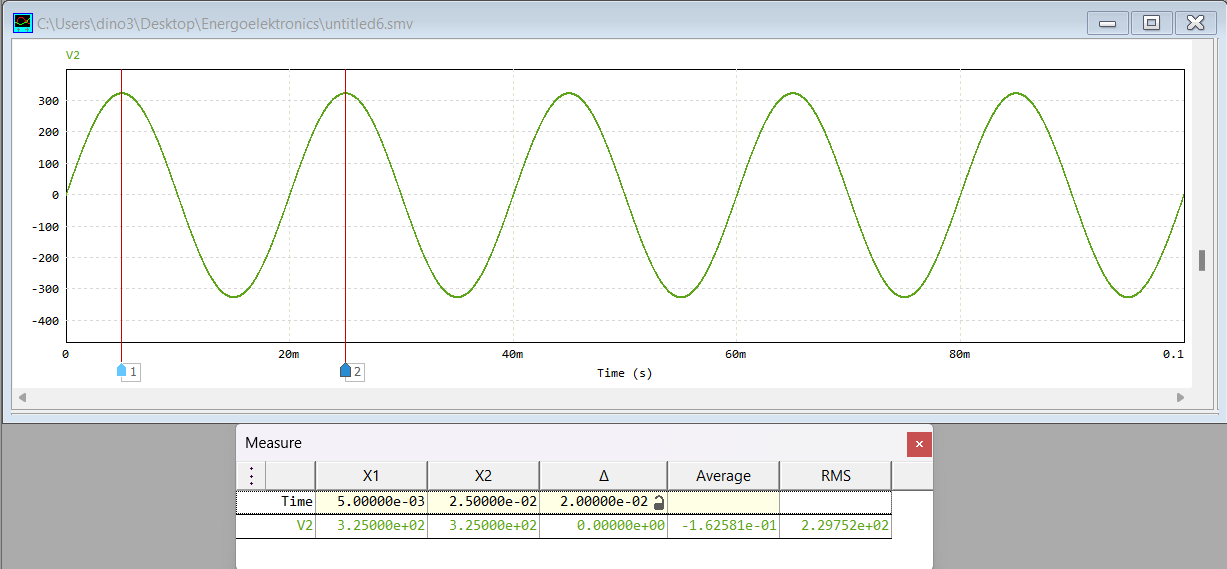 C:\Users\dino3\Desktop\Energoelektronics\untitled6.smv
V2
300
200
100
0
-100
-200
-300
-400
0 20m 40m 60m 80m 0.1
1 2
Time (s)
Measure
X1 X2 Δ Average RMS
Time 5.00000e-03 2.50000e-02 2.00000e-02
V2 3.25000e+02 3.25000e+02 0.00000e+00 -1.62581e-01 2.29752e+02